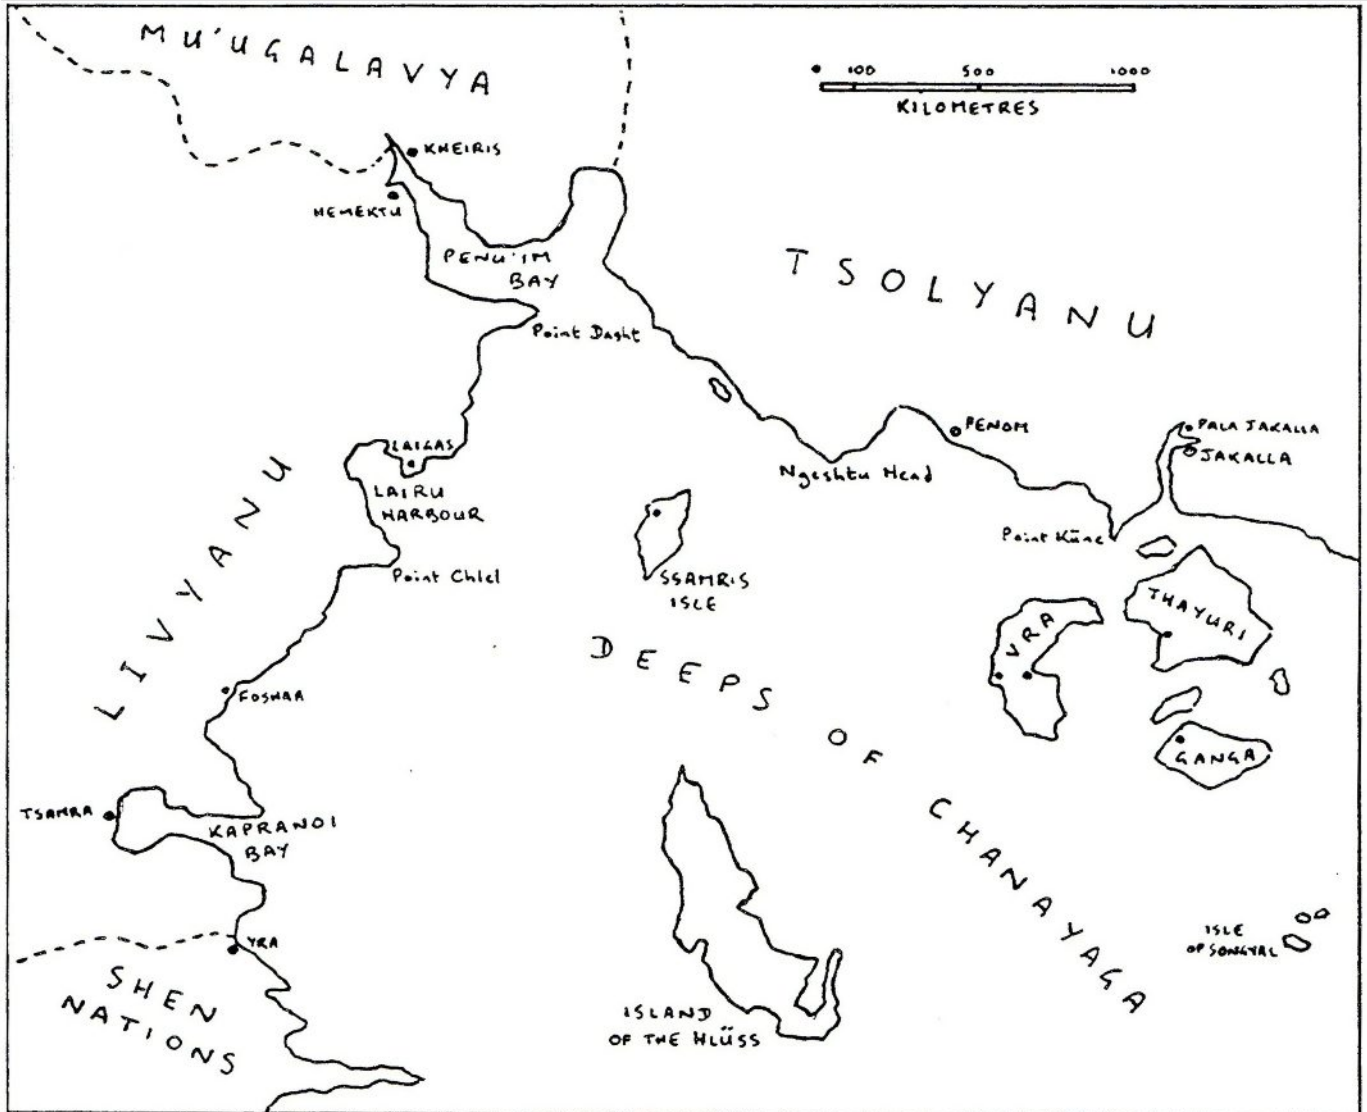 MU'UGALAVYA
100 500 1000
KILOMETRES
KHEIRIS
HEMEKTU
PENU'IM
BAY
TSOLYANU
Point Dasht
LAIGAS
LAIRU
HARBOUR
PENOM
PALA JAKALLA
JAKALLA
Ngeshtu Head
Point Küne
LIVYANU
Point Chlel
SSAMRIS
ISLE
THAYURI
VRA
DEEPS OF CHANAYAGA
FOSHAA
GANGA
TSAMRA
KAPRANOI
BAY
YRA
ISLE
OF SONGYAL
SHEN
NATIONS
ISLAND
OF THE HLÜSS